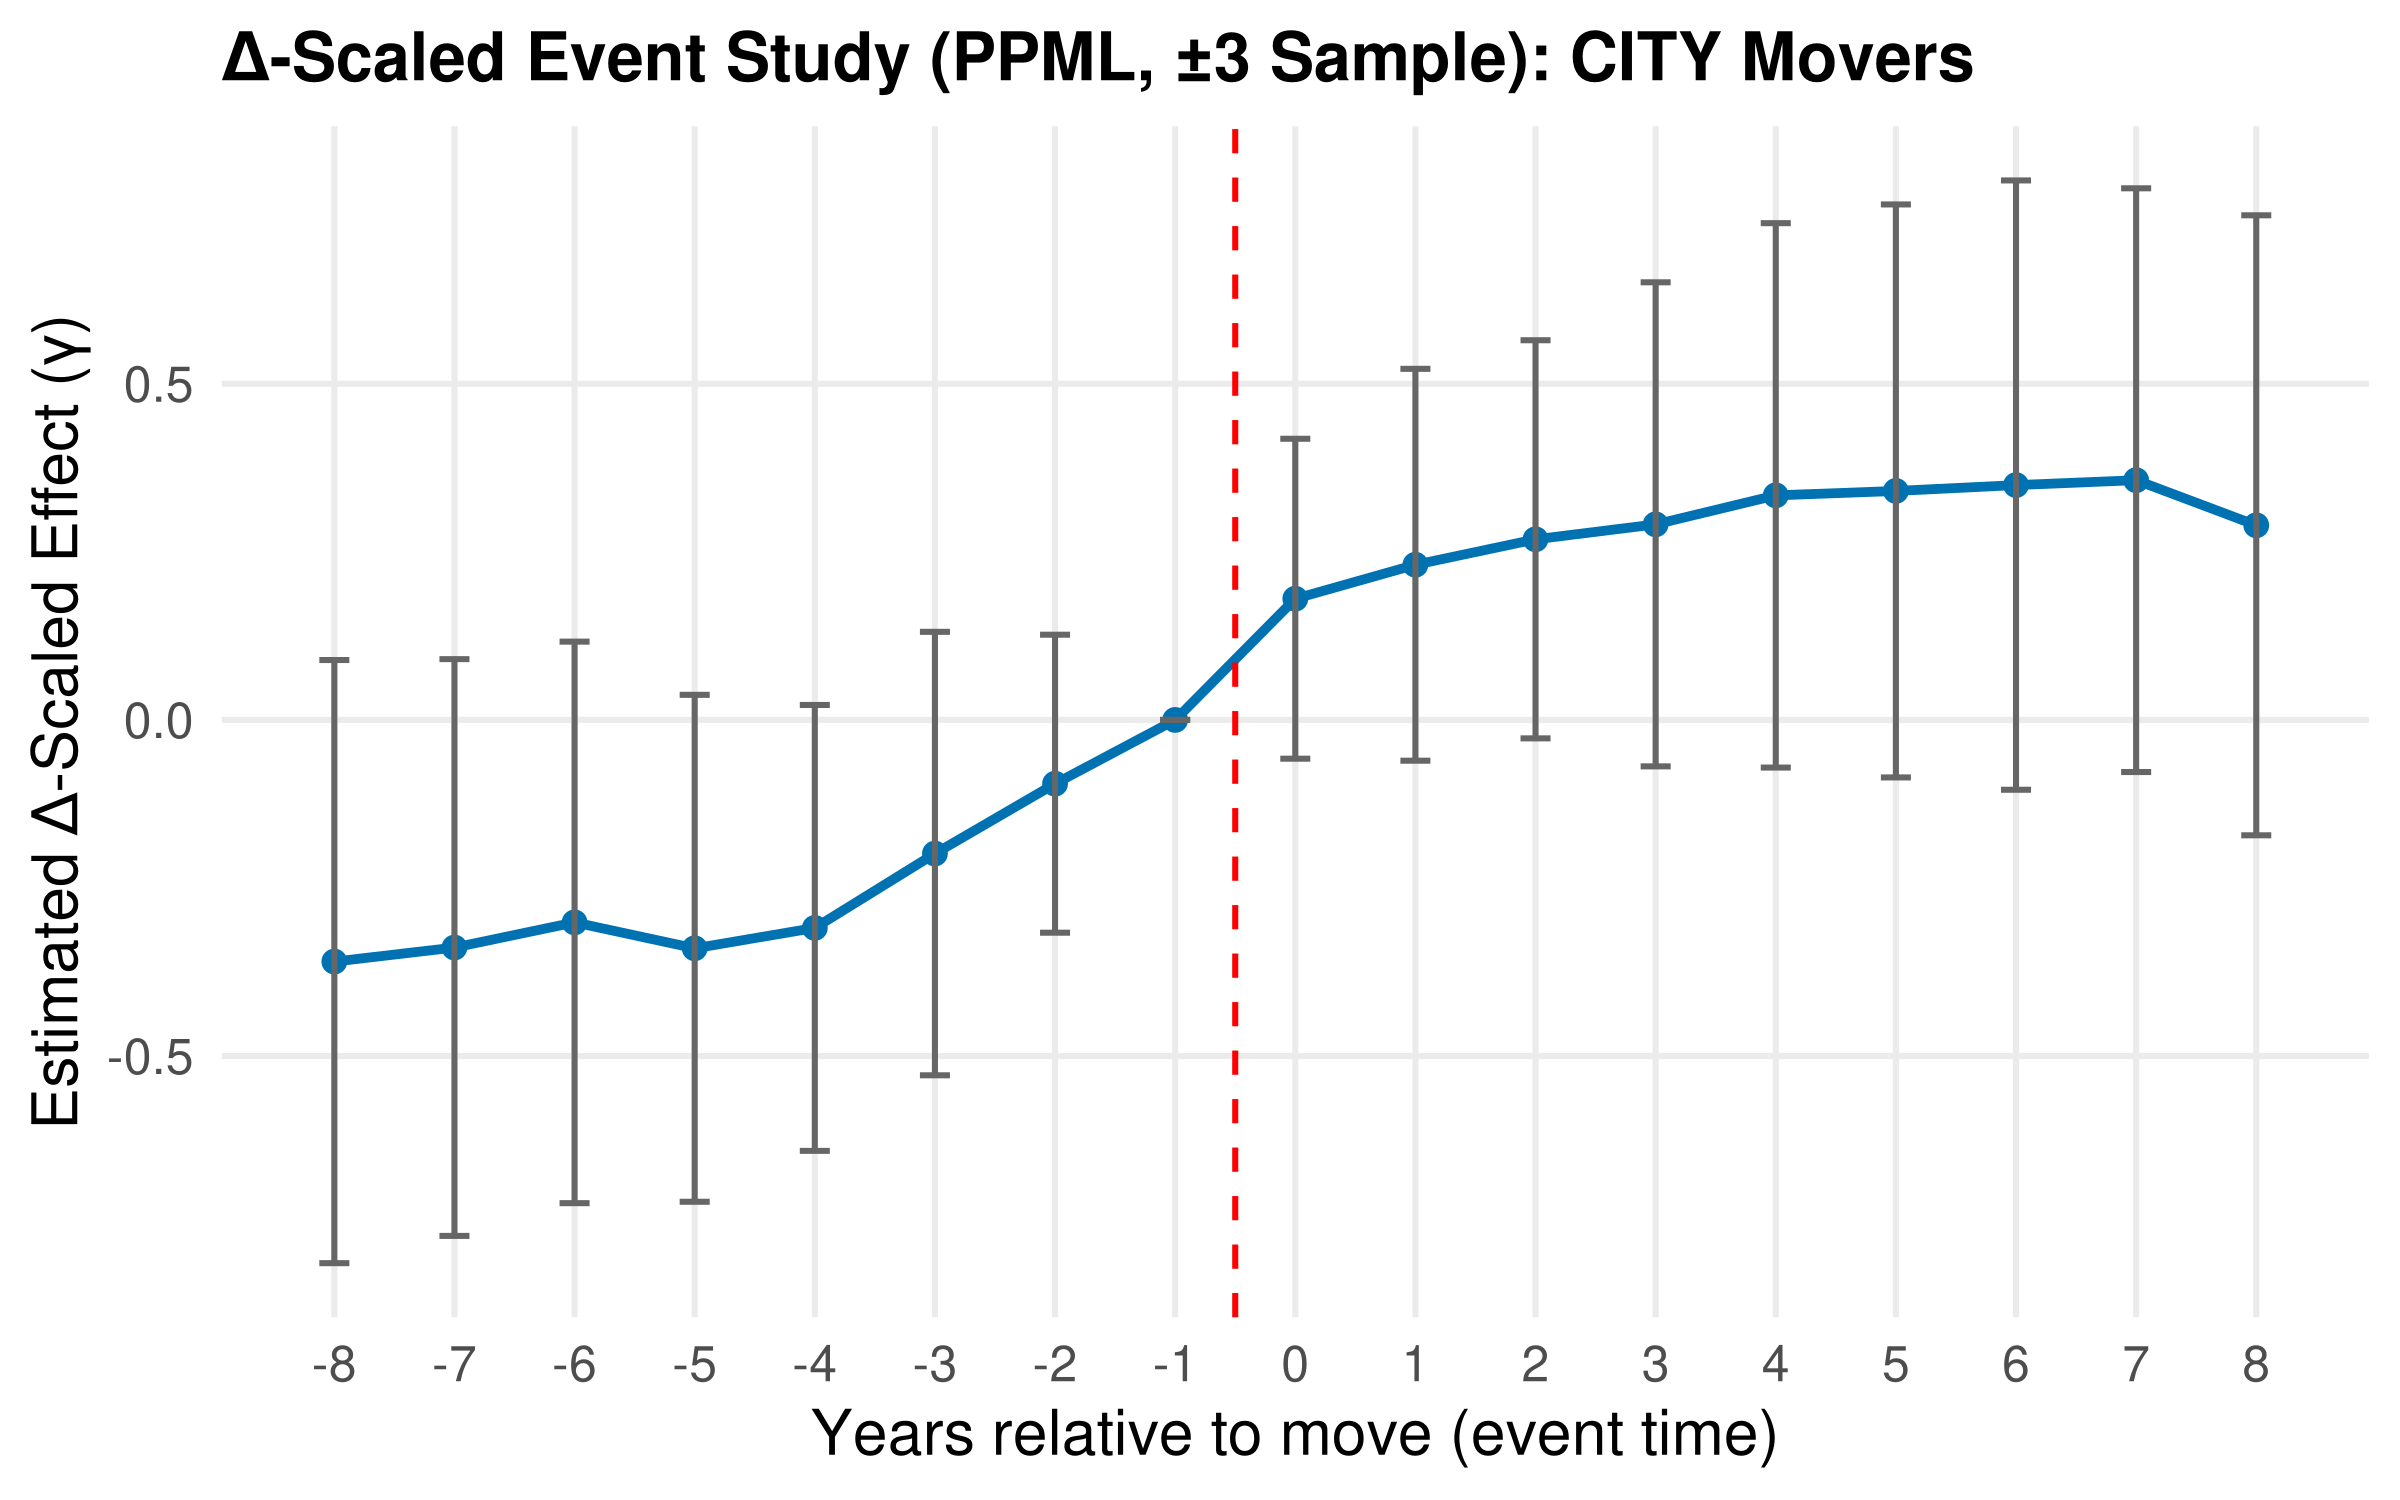 Δ-Scaled Event Study (PPML, ±3 Sample): CITY Movers
Estimated Δ-Scaled Effect (γ)
0.5
0.0
-0.5
-8 -7 -6 -5 -4 -3 -2 -1 0 1 2 3 4 5 6 7 8
Years relative to move (event time)